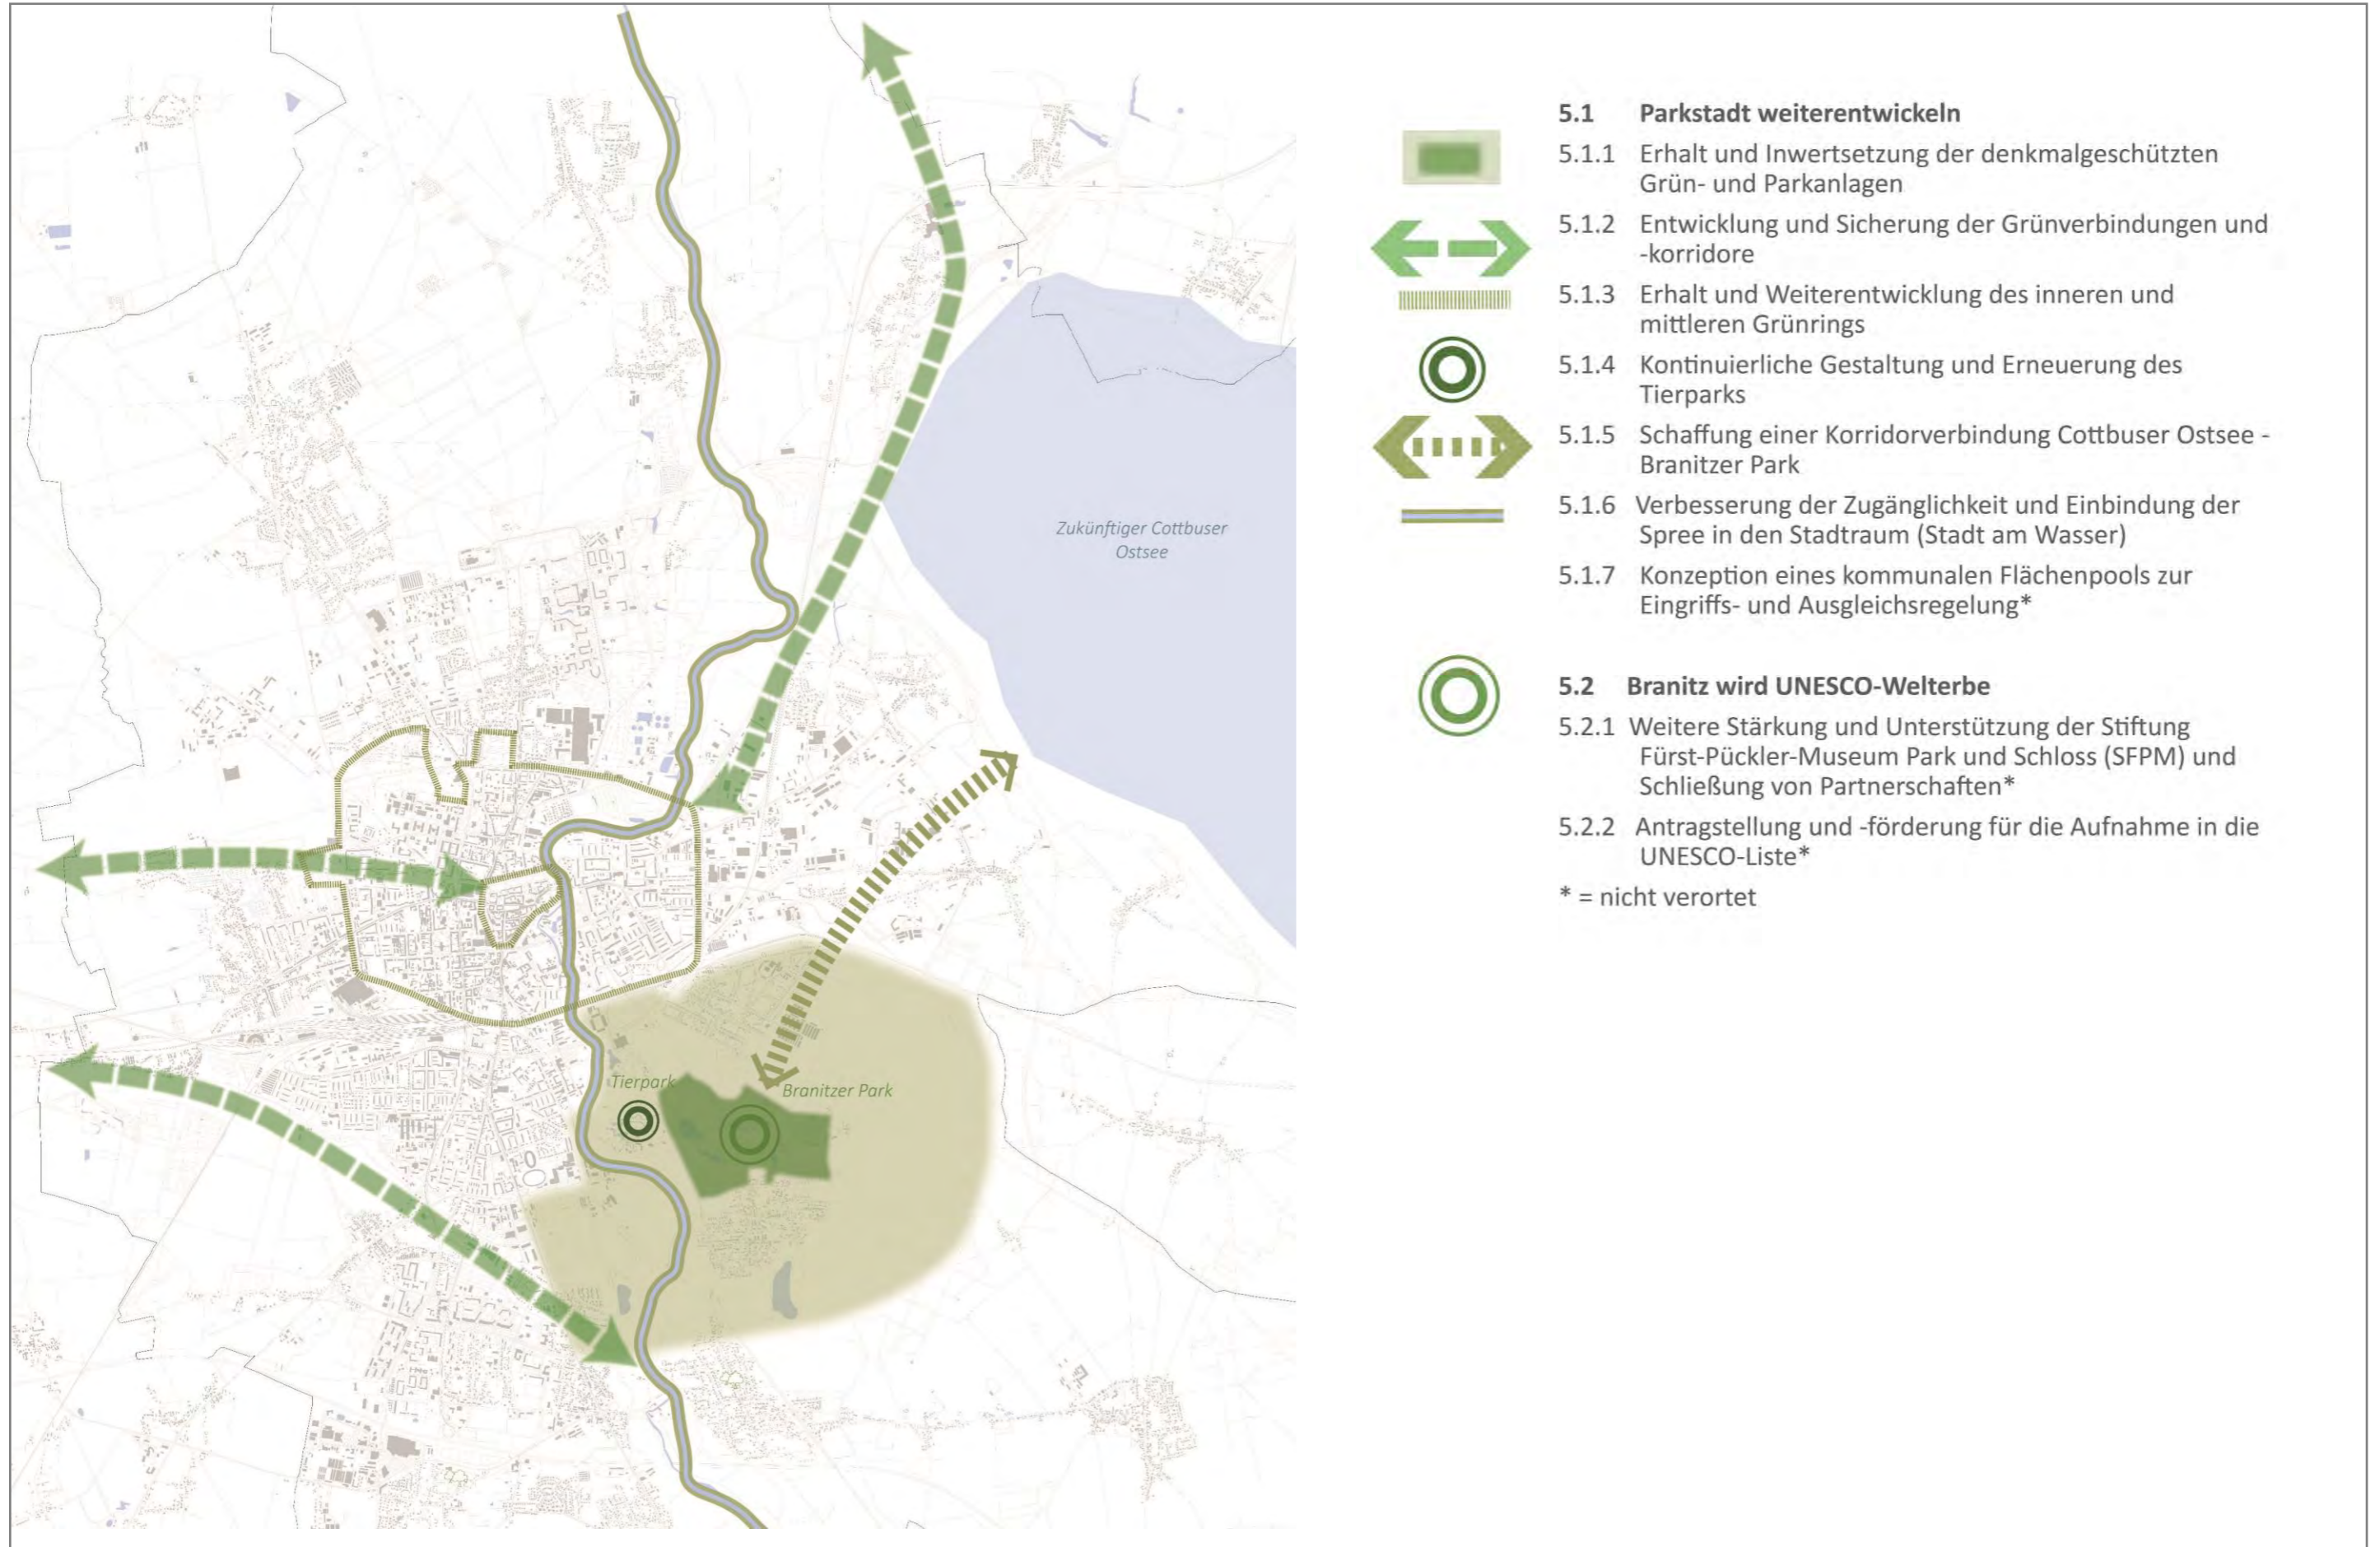 Zukünftiger Cottbuser
Ostsee
Tierpark
Branitzer Park
5.1 Parkstadt weiterentwickeln
5.1.1 Erhalt und Inwertsetzung der denkmalgeschützten
Grün- und Parkanlagen
5.1.2 Entwicklung und Sicherung der Grünverbindungen und
-korridore
5.1.3 Erhalt und Weiterentwicklung des inneren und
mittleren Grünrings
5.1.4 Kontinuierliche Gestaltung und Erneuerung des
Tierparks
5.1.5 Schaffung einer Korridorverbindung Cottbuser Ostsee -
Branitzer Park
5.1.6 Verbesserung der Zugänglichkeit und Einbindung der
Spree in den Stadtraum (Stadt am Wasser)
5.1.7 Konzeption eines kommunalen Flächenpools zur
Eingriffs- und Ausgleichsregelung*
5.2 Branitz wird UNESCO-Welterbe
5.2.1 Weitere Stärkung und Unterstützung der Stiftung
Fürst-Pückler-Museum Park und Schloss (SFPM) und
Schließung von Partnerschaften*
5.2.2 Antragstellung und -förderung für die Aufnahme in die
UNESCO-Liste*
* = nicht verortet